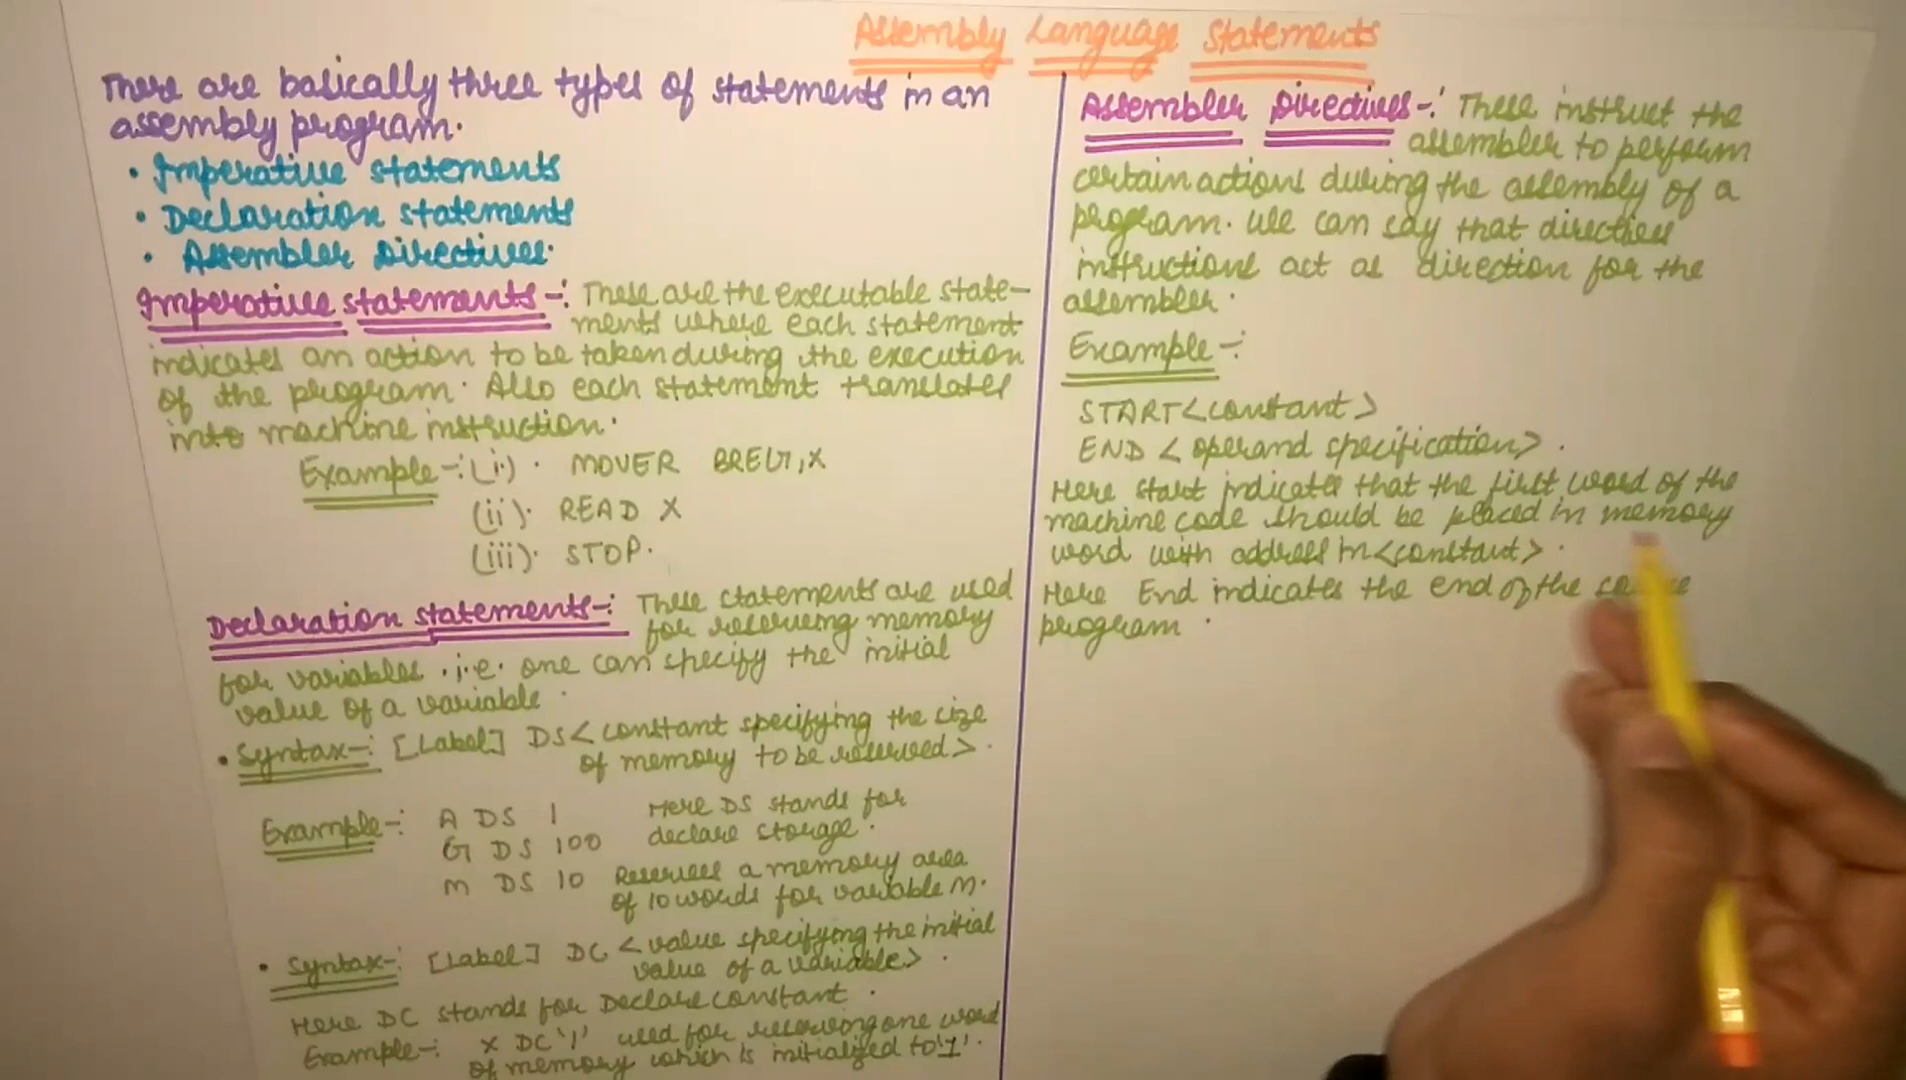 Assembly Language Statements
There are basically three types of statements in an
assembly program.
• Imperative statements
• Declaration statements
• Assembler Directives.
Imperative statements -: These are the executable state-
ments where each statement
indicates an action to be taken during the execution
of the program. Also each statement translates
into machine instruction.
Example -: (i). MOVER BREG, X
(ii). READ X
(iii). STOP.
Declaration statements -: These statements are used
for reserving memory
for variables. i.e. one can specify the initial
value of a variable.
• Syntax -: [Label] DS < constant specifying the size
of memory to be reserved>.
Example -: A DS 1 Here DS stands for
declare storage.
G DS 100
M DS 10 Reserves a memory area
of 10 words for variable M.
• Syntax -: [Label] DC < value specifying the initial
value of a variable> .
Here DC stands for Declare constant .
Example -: X DC '1' used for reserving one word
of memory which is initialized to '1'.
Assembler Directives -: These instruct the
assembler to perform
certain actions during the assembly of a
program. We can say that directives
instructions act as direction for the
assembler.
Example -:
START <constant>
END < operand specification> .
Here start indicates that the first word of the
machine code should be placed in memory
word with address in <constant> .
Here End indicates the end of the
program .